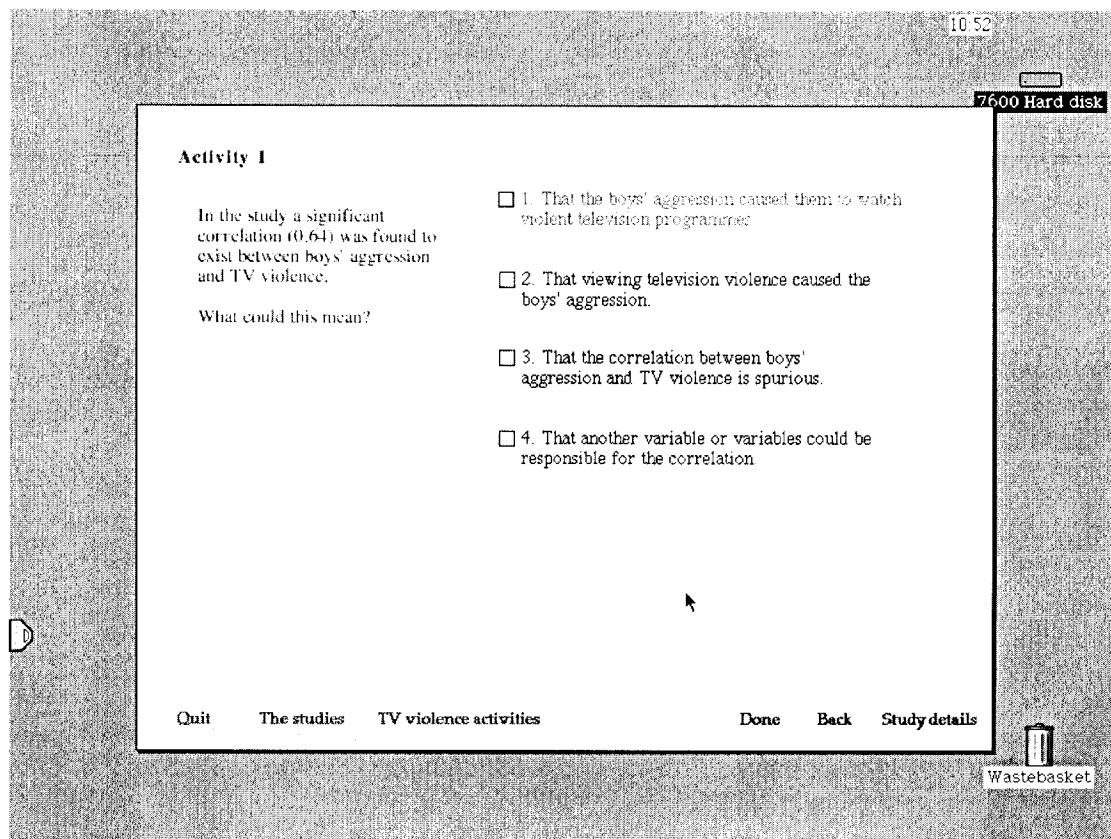 10:52
7600 Hard disk
Activity 1
In the study a significant
correlation (0.64) was found to
exist between boys' aggression
and TV violence.
What could this mean?
1. That the boys' aggression caused them to watch
violent television programmes
2. That viewing television violence caused the
boys' aggression.
3. That the correlation between boys'
aggression and TV violence is spurious.
4. That another variable or variables could be
responsible for the correlation.
Quit The studies TV violence activities Done Back Study details
Wastebasket